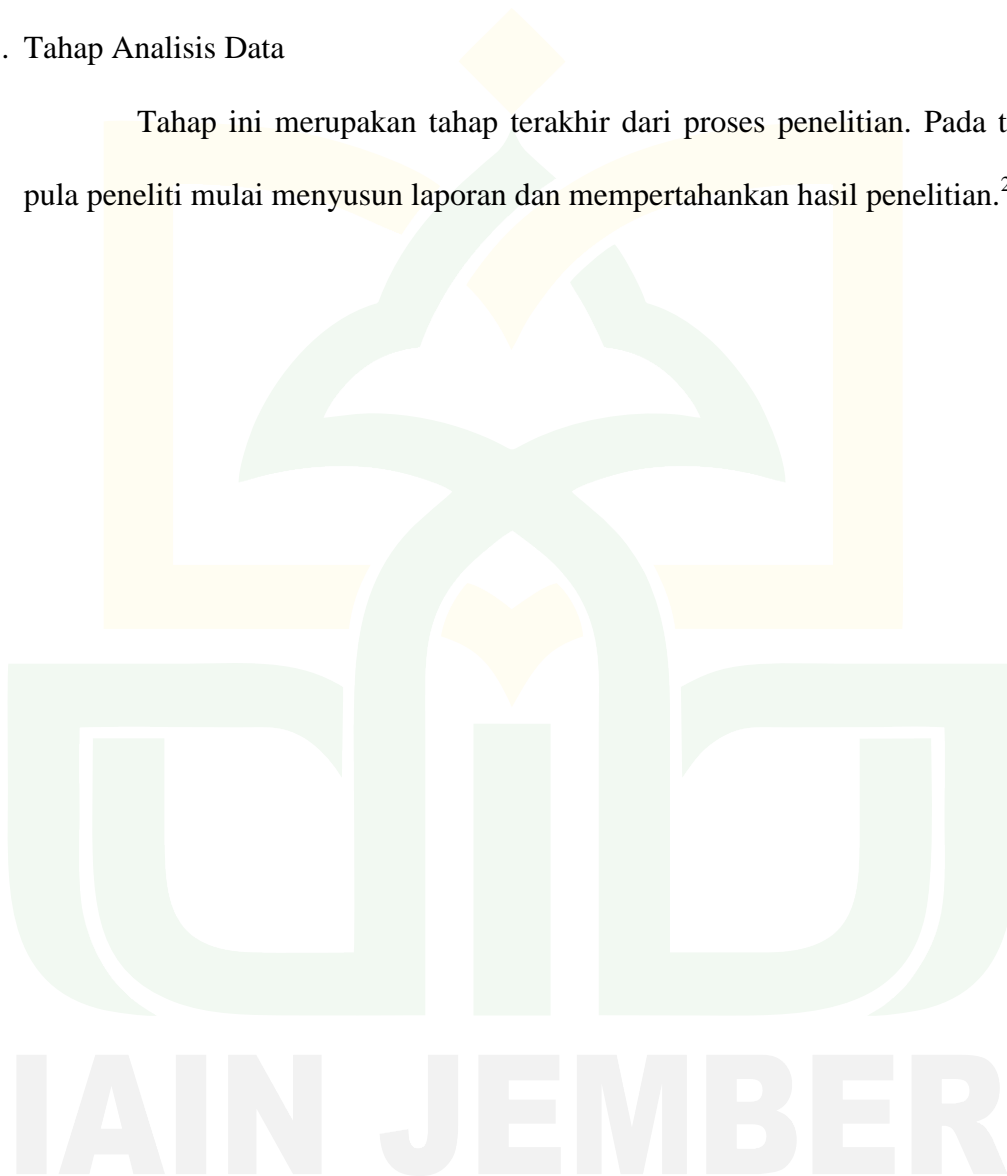 . Tahap Analisis Data
Tahap ini merupakan tahap terakhir dari proses penelitian. Pada
pula peneliti mulai menyusun laporan dan mempertahankan hasil penelitian.
IAIN JEMBER